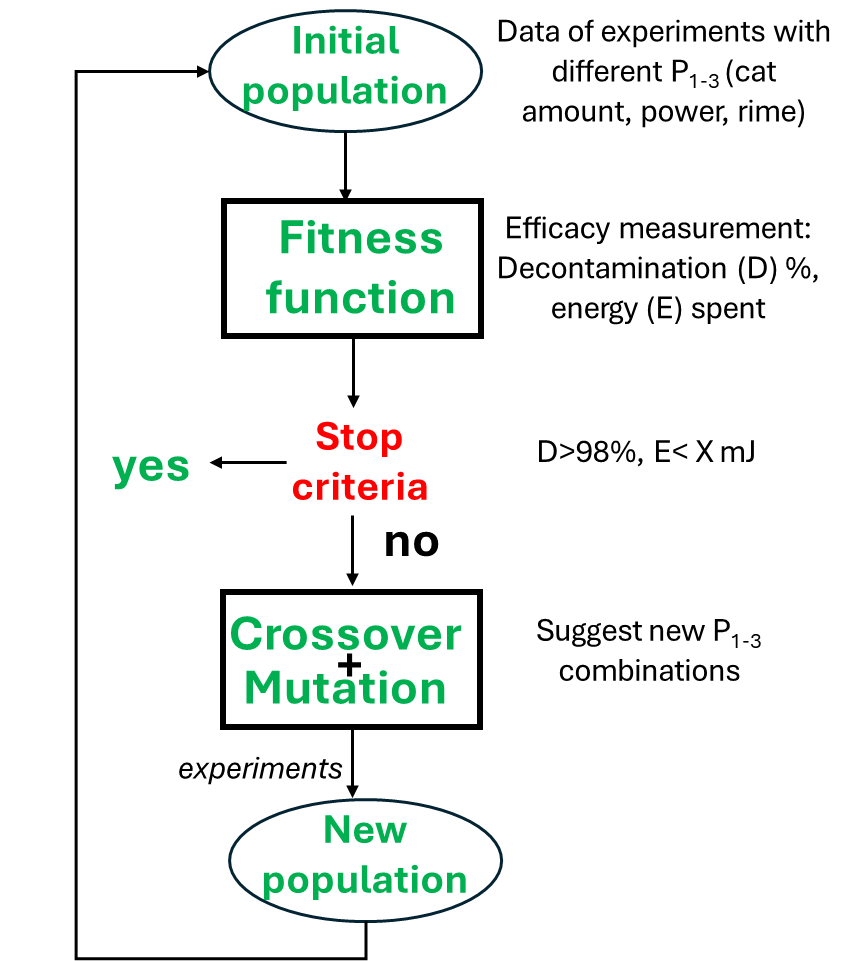 Initial
population
Data of experiments with
different P1-3 (cat
amount, power, rime)
Fitness
function
Efficacy measurement:
Decontamination (D) %,
energy (E) spent
Stop
criteria
yes
D>98%, E< X mJ
no
Crossover
+
Mutation
Suggest new P1-3
combinations
experiments
New
population